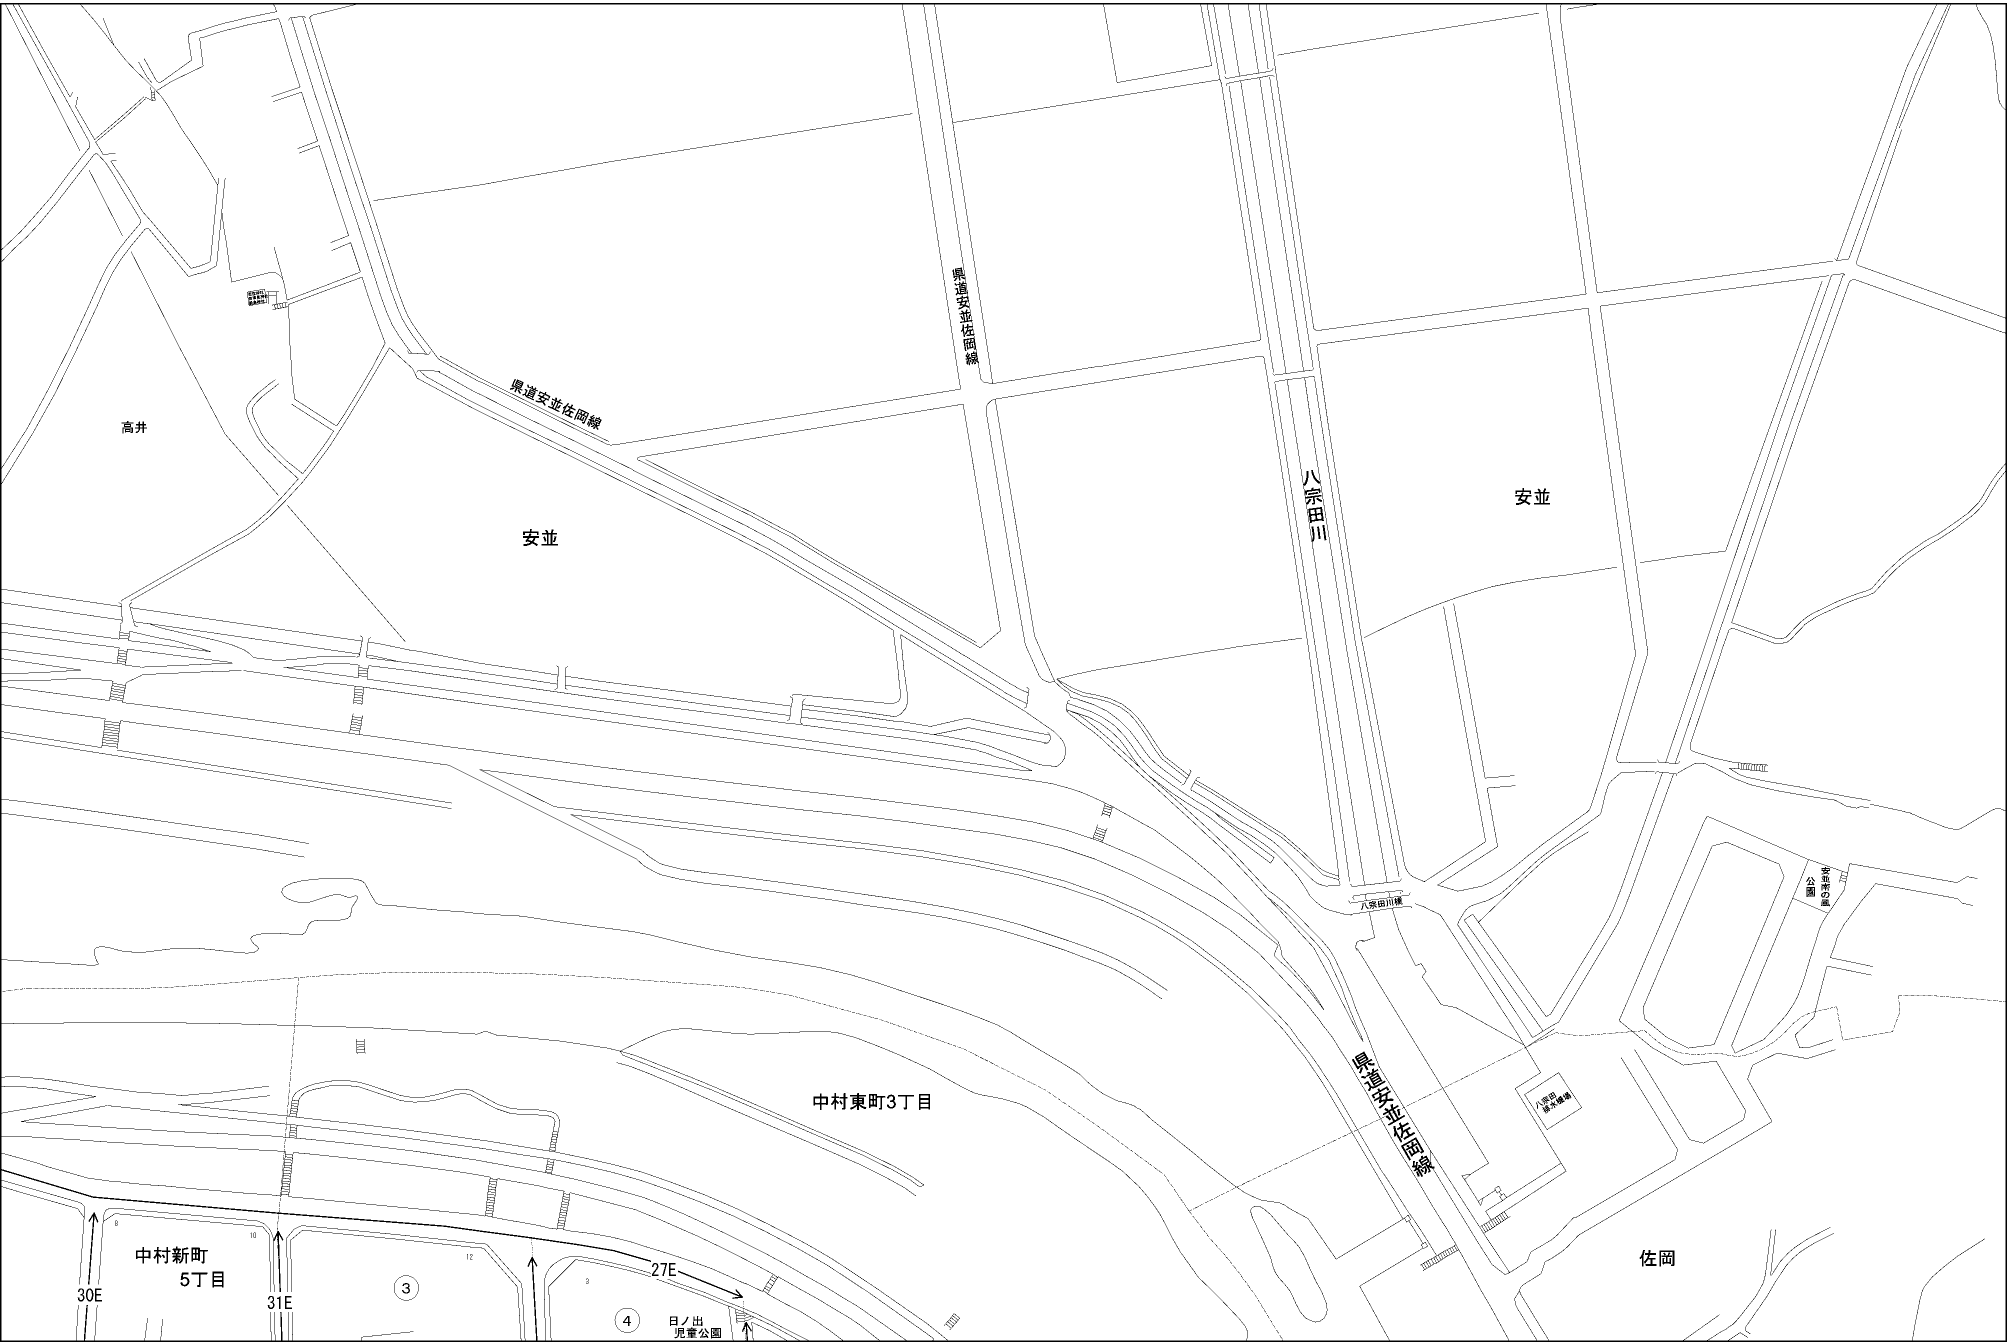 県道安並佐岡線
県道安並佐岡線
高井
安並
八宗田川
安並
安並南の風
公園
八宗田川橋
県道安並佐岡線
中村東町3丁目
八宗田
排水機場
佐岡
中村新町
5丁目
8
10
12
3
3
4
27E
30E
31E
日ノ出
児童公園